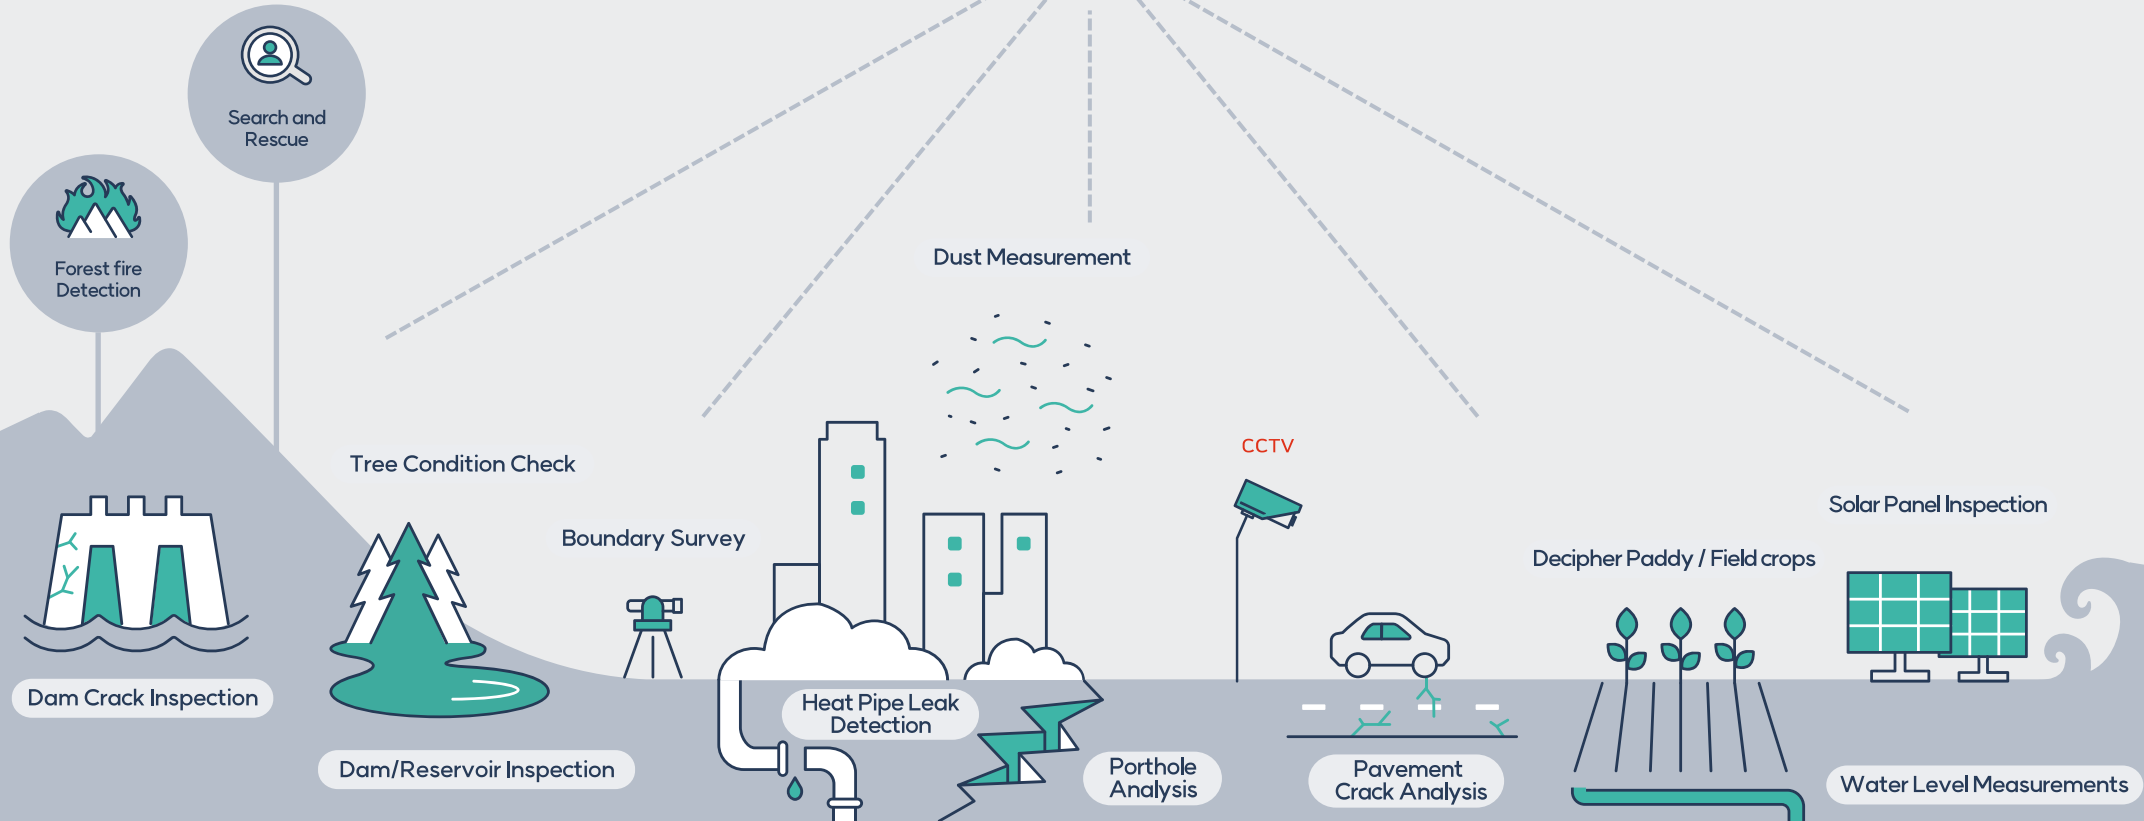 Search and
Rescue
Forest fire
Detection
Dust Measurement
CCTV
Tree Condition Check
Solar Panel Inspection
Boundary Survey
Decipher Paddy / Field crops
Dam Crack Inspection
Heat Pipe Leak
Detection
Dam/Reservoir Inspection
Porthole
Analysis
Pavement
Crack Analysis
Water Level Measurements